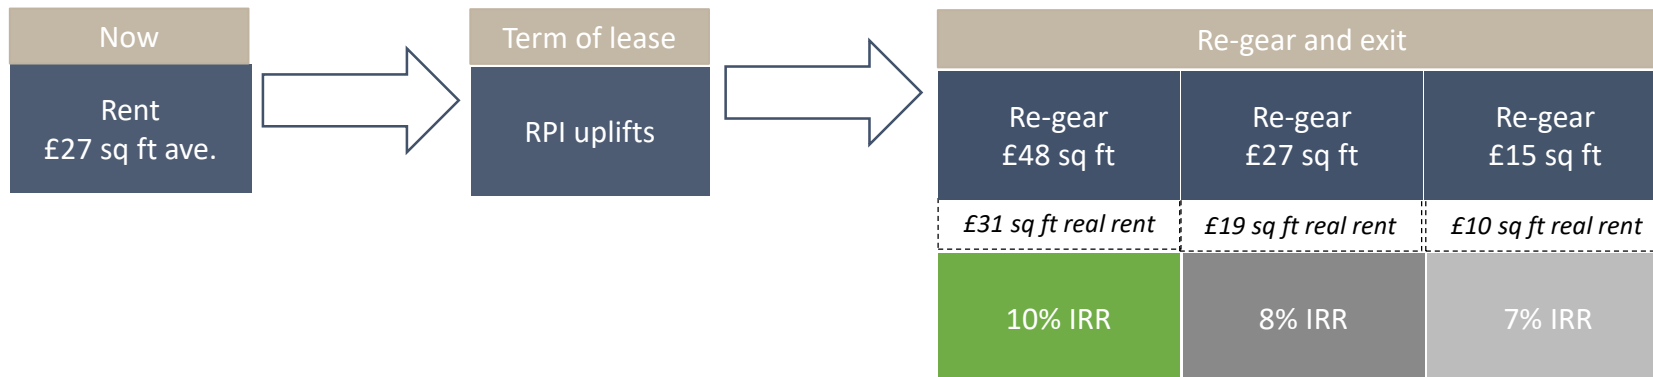 Now
Rent
£27 sq ft ave.
Term of lease
RPI uplifts
Re-gear and exit
Re-gear
£48 sq ft
Re-gear
£27 sq ft
Re-gear
£15 sq ft
£31 sq ft real rent
£19 sq ft real rent
£10 sq ft real rent
10% IRR
8% IRR
7% IRR